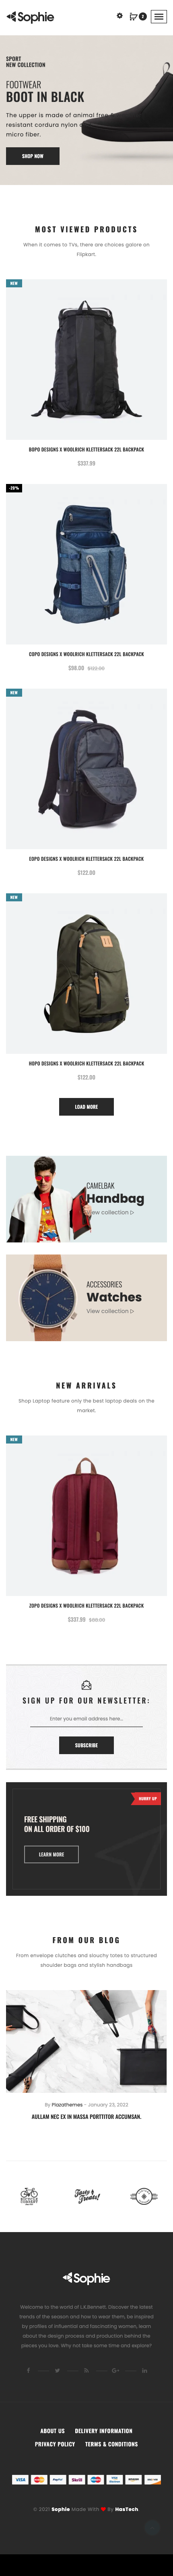 Sophie
2
SPORT
NEW COLLECTION
FOOTWEAR
BOOT IN BLACK
The upper is made of animal free
resistant cordura nylon
micro fiber.
SHOP NOW
MOST VIEWED PRODUCTS
When it comes to TVs, there are choices galore on
Flipkart.
NEW
BOPO DESIGNS X WOOLRICH KLETTERSACK 22L BACKPACK
$337.99
-20%
COPO DESIGNS X WOOLRICH KLETTERSACK 22L BACKPACK
$98.00 $122.00
NEW
EOPO DESIGNS X WOOLRICH KLETTERSACK 22L BACKPACK
$122.00
NEW
HOPO DESIGNS X WOOLRICH KLETTERSACK 22L BACKPACK
$122.00
LOAD MORE
CAMELBAK
Handbag
View collection
ACCESSORIES
Watches
View collection
NEW ARRIVALS
Shop Laptop feature only the best laptop deals on the
market.
NEW
ZOPO DESIGNS X WOOLRICH KLETTERSACK 22L BACKPACK
$337.99
SIGN UP FOR OUR NEWSLETTER:
Enter you email address here...
SUBSCRIBE
HURRY UP
FREE SHIPPING
ON ALL ORDER OF $100
LEARN MORE
FROM OUR BLOG
From envelope clutches and slouchy totes to structured
shoulder bags and stylish handbags
By Plazathemes - January 23, 2022
AULLAM NEC EX IN MASSA PORTTITOR ACCUMSAN.
Sophie
The world of L.K.Bennett. Discover the latest
trends of the season and how to wear them, be inspired
by profiles of influential and fascinating women, learn
about the design process and production behind the
pieces you love. Why not take some time and explore?
ABOUT US DELIVERY INFORMATION
PRIVACY POLICY TERMS & CONDITIONS
VISA PayPal Skrill
© 2021 Sophie Made With ❤ By HasTech